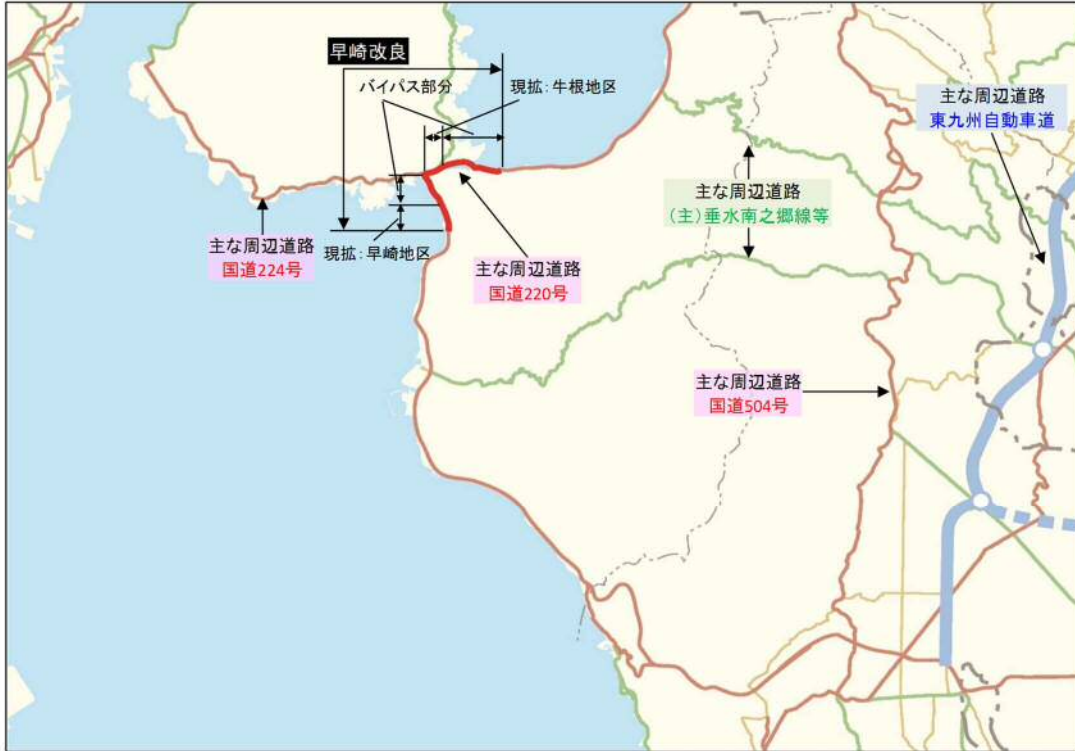 早崎改良
バイパス部分
現拡：牛根地区
主な周辺道路
東九州自動車道
主な周辺道路
（主）垂水南之郷線等
主な周辺道路
国道224号
現拡：早崎地区
主な周辺道路
国道220号
主な周辺道路
国道504号